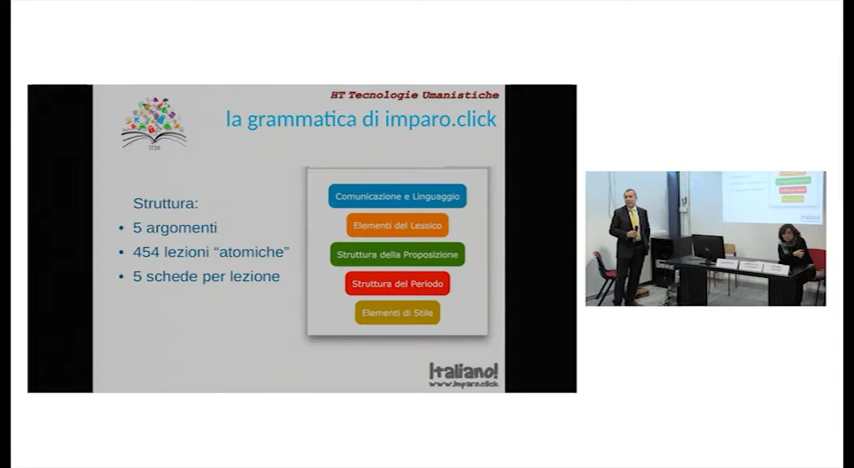 HT Tecnologie Umanistiche
la grammatica di imparo.click
Struttura:
• 5 argomenti
• 454 lezioni “atomiche”
• 5 schede per lezione
Comunicazione e Linguaggio
Elementi del Lessico
Struttura della Proposizione
Struttura del Periodo
Elementi di Stile
Italiano!
www.imparo.click